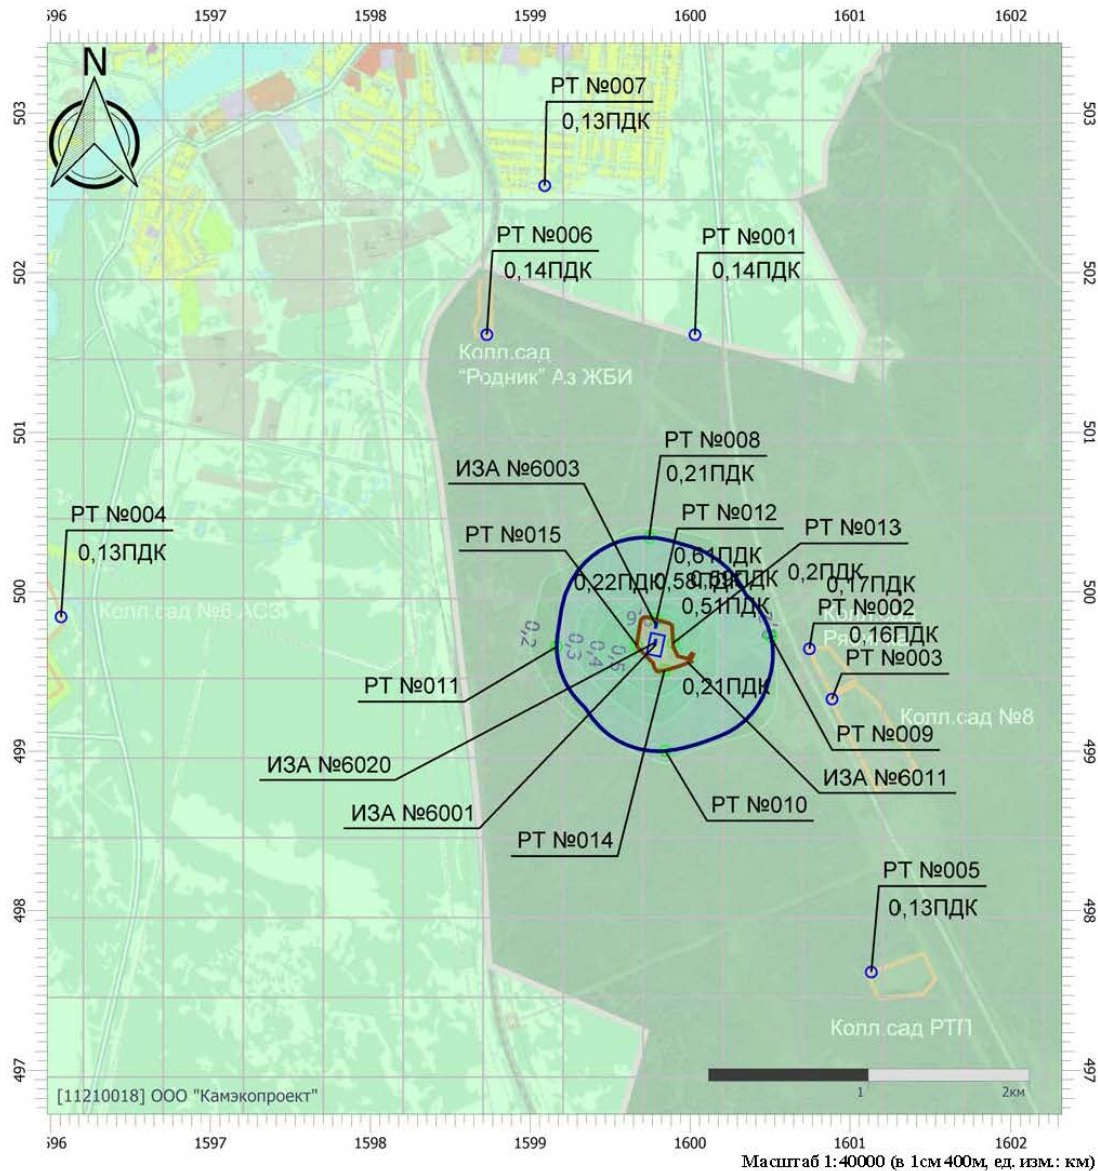 596 1597 1598 1599 1600 1601 1602
N
503 503
РТ №007
0,13ПДК
502 502
РТ №006
0,14ПДК
РТ №001
0,14ПДК
Колл.сад
"Родник" Аз ЖБИ
501 501
РТ №008
0,21ПДК
ИЗА №6003
РТ №004
0,13ПДК
РТ №012
РТ №015
РТ №013
0,61ПДК
0,2ПДК
500 500
0,22ПДК
0,17ПДК
0,51ПДК
Колл.сад №6 АСЗ
РТ №002
0,16ПДК
РТ №003
0,2
0,3
0,4
0,5
РТ №011
0,21ПДК
Колл.сад №8
РТ №009
499 499
ИЗА №6020
ИЗА №6011
ИЗА №6001
РТ №010
РТ №014
РТ №005
0,13ПДК
498 498
Колл сад РТП
497 497
[11210018] ООО "Камэкопроект"
1 2км
596 1597 1598 1599 1600 1601 1602
Масштаб 1:40000 (в 1см 400м, ед. изм.: км)